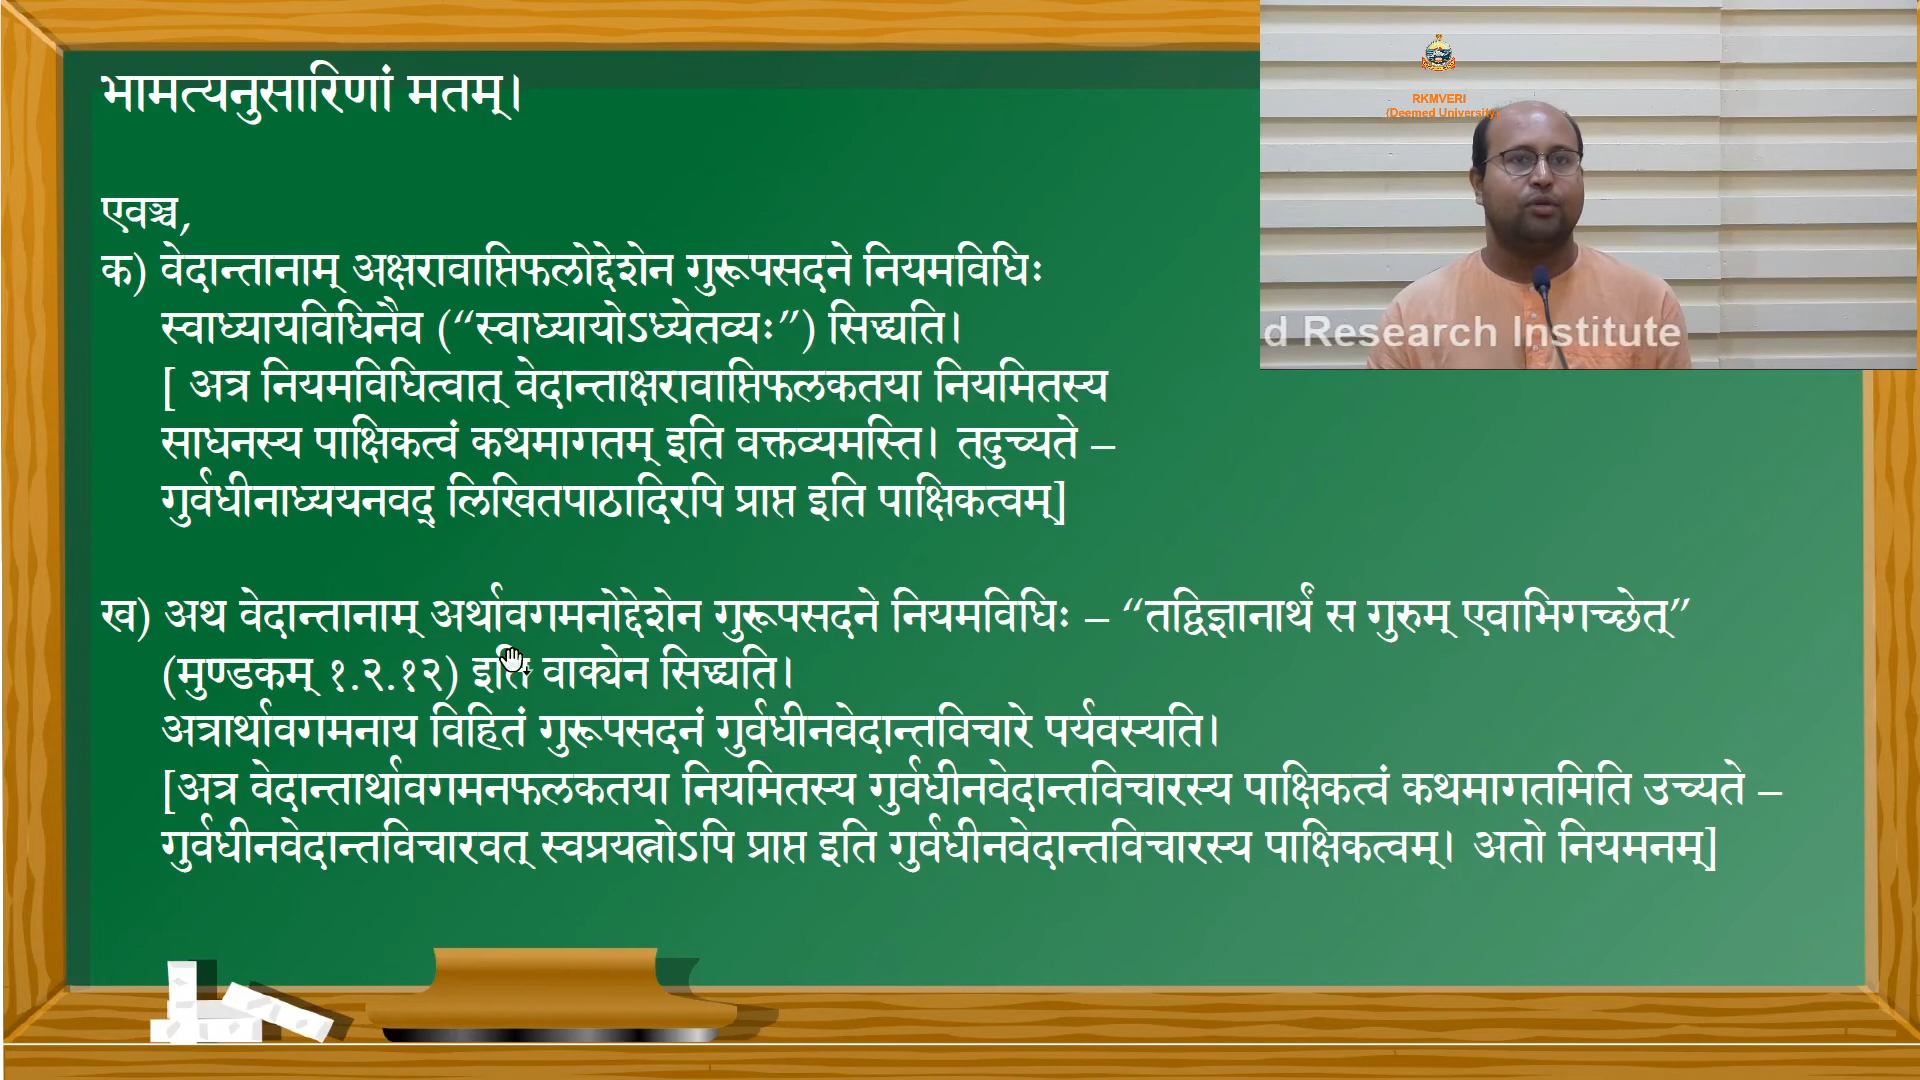 भामत्यनुसारिणां मतम्।
एवञ्च,
क) वेदान्तानाम् अक्षरावाप्तिफलोद्देशेन गुरूपसदने नियमविधिः
स्वाध्यायविधिनैव (“स्वाध्यायोऽध्येतव्यः”) सिद्ध्यति।
[ अत्र नियमविधित्वात् वेदान्ताक्षरावाप्तिफलकतया नियमितस्य
साधनस्य पाक्षिकत्वं कथमागतम् इति वक्तव्यमस्ति। तदुच्यते –
गुर्वधीनाध्ययनवद् लिखितपाठादिरपि प्राप्त इति पाक्षिकत्वम्]
ख) अथ वेदान्तानाम् अर्थावगमनोद्देशेन गुरूपसदने नियमविधिः – “तद्विज्ञानार्थं स गुरुम् एवाभिगच्छेत्”
(मुण्डकम् १.२.१२) इति वाक्येन सिद्ध्यति।
अत्रार्थावगमनाय विहितं गुरूपसदनं गुर्वधीनवेदान्तविचारे पर्यवस्यति।
[अत्र वेदान्तार्थावगमनफलकतया नियमितस्य गुर्वधीनवेदान्तविचारस्य पाक्षिकत्वं कथमागतमिति उच्यते –
गुर्वधीनवेदान्तविचारवत् स्वप्रयत्नोऽपि प्राप्त इति गुर्वधीनवेदान्तविचारस्य पाक्षिकत्वम्। अतो नियमनम्]
RKMVERI
(Deemed University)
d Research Institute